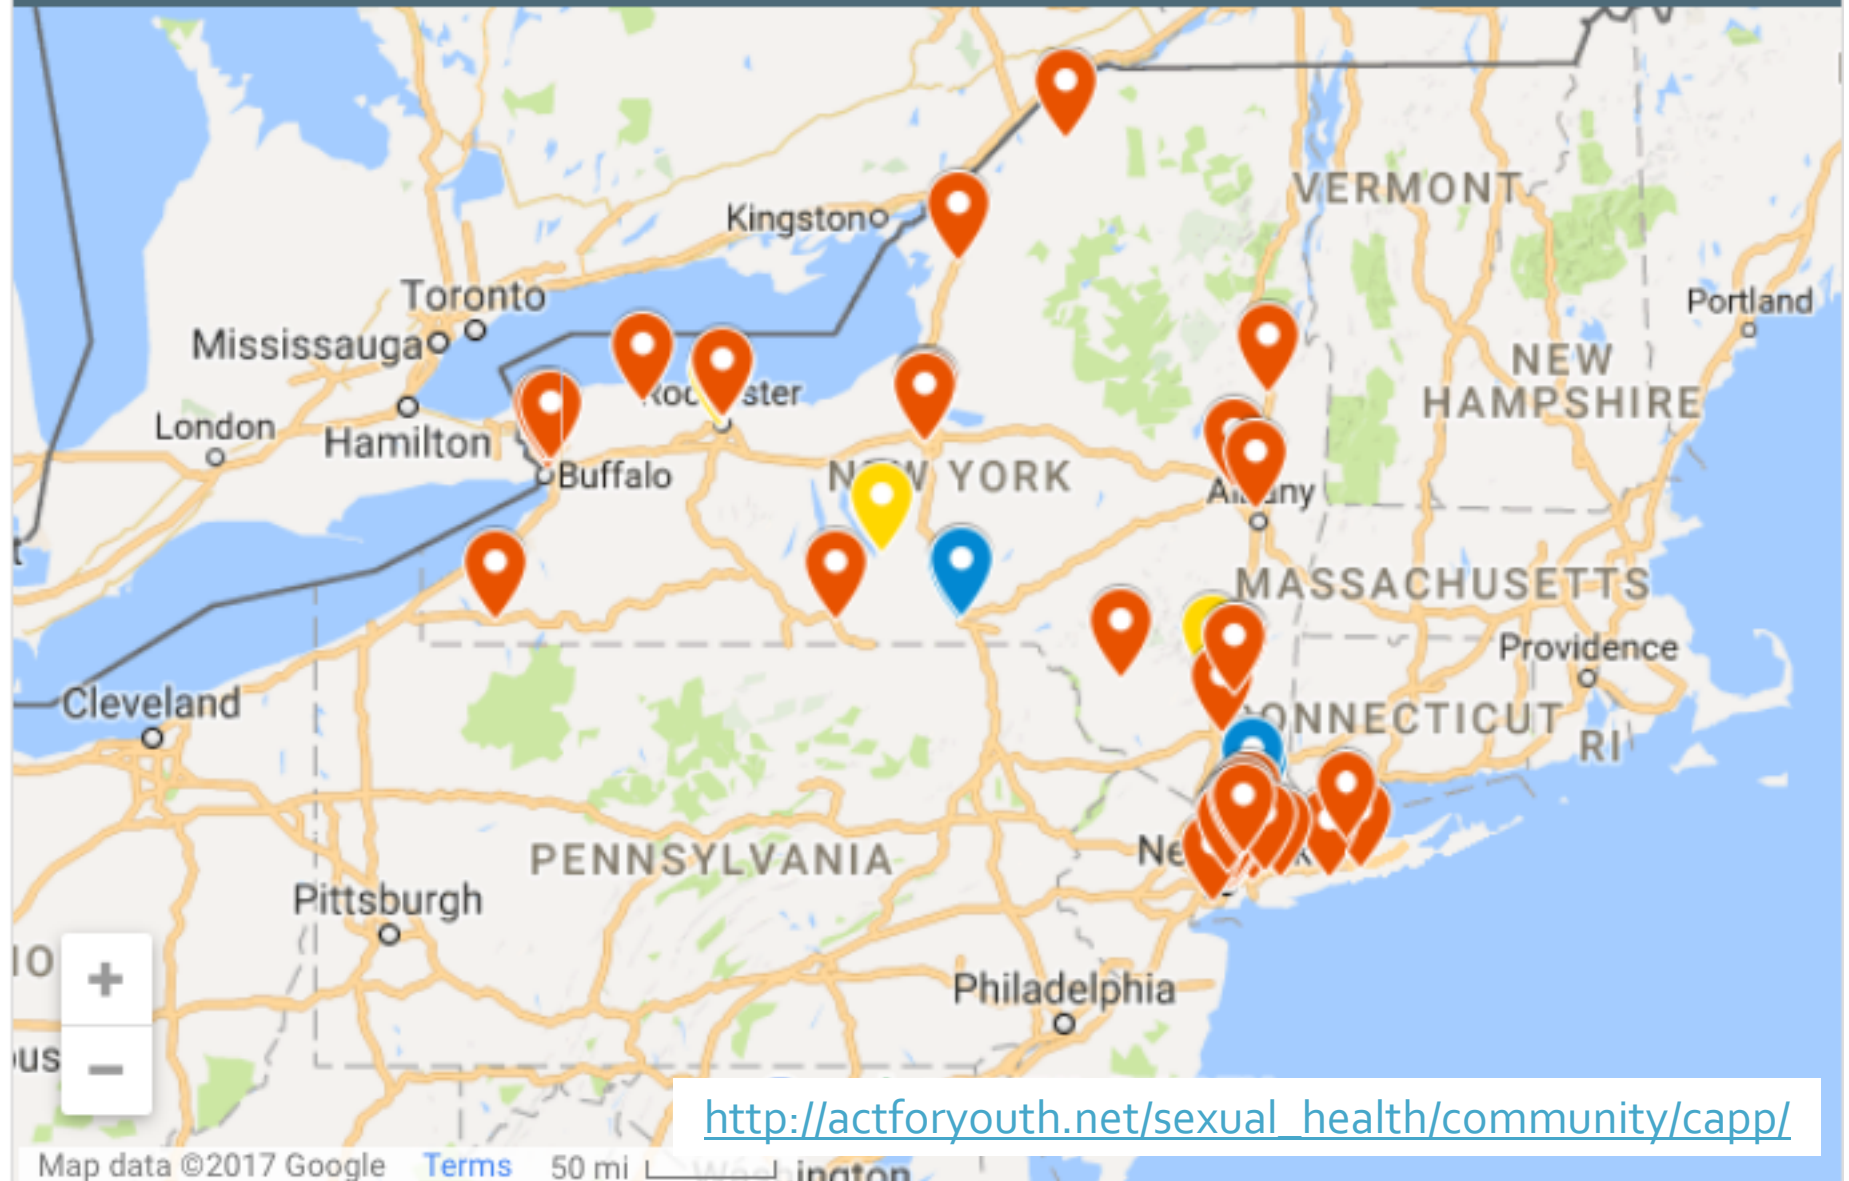 VERMONT
Kingston
Toronto
Portland
Mississauga
NEW
HAMPSHIRE
London
Hamilton
Buffalo
YORK
MASSACHUSETTS
Providence
Cleveland
RI
PENNSYLVANIA
Pittsburgh
Philadelphia
+
−
http://actforyouth.net/sexual_health/community/capp/
Map data ©2017 Google Terms 50 mi